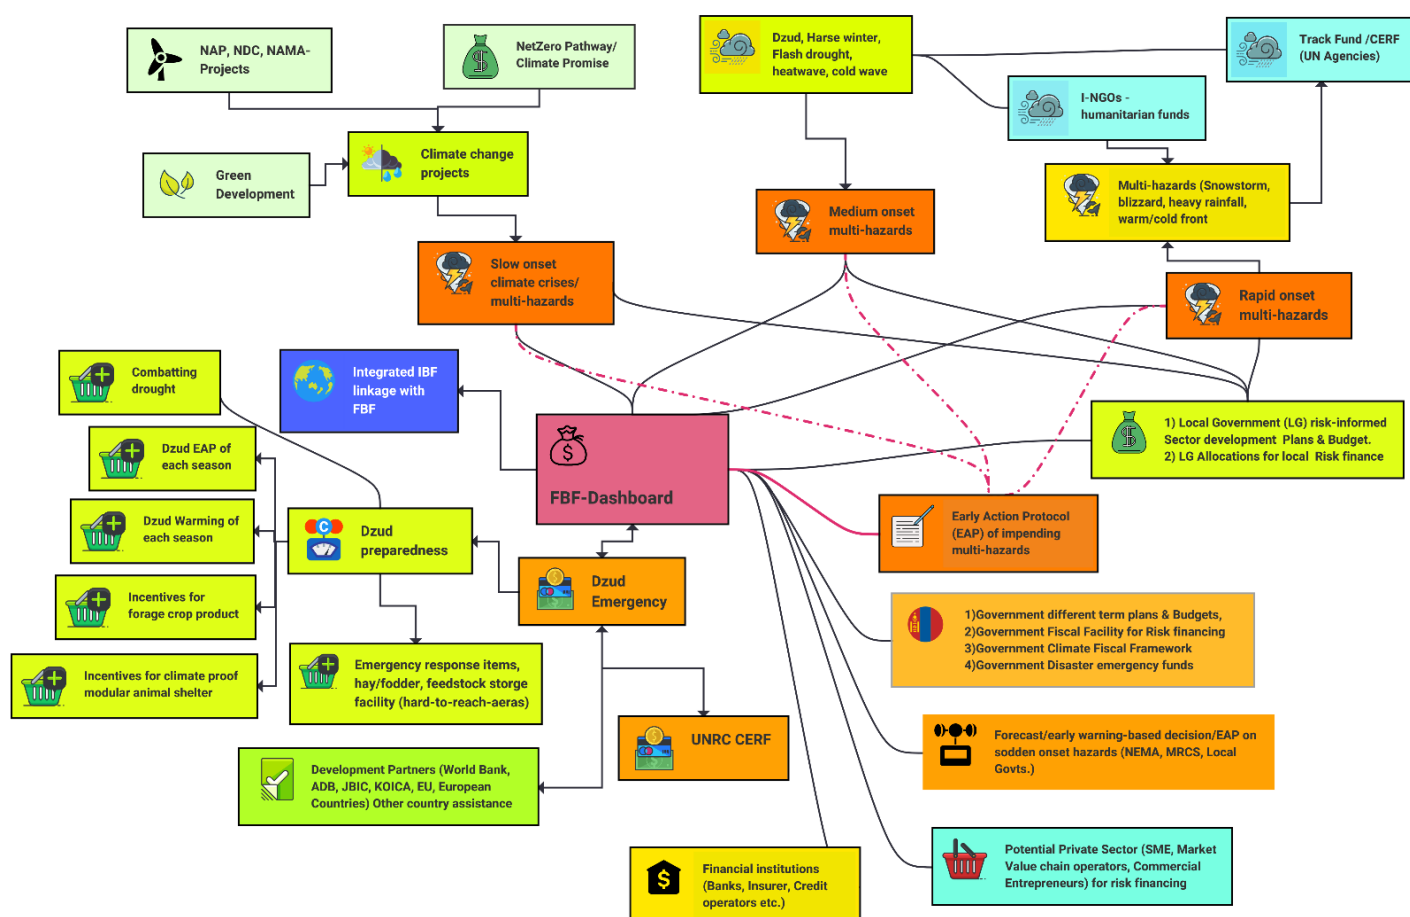 NAP, NDC, NAMA-
Projects
NetZero Pathway/
Climate Promise
Dzud, Harse winter,
Flash drought,
heatwave, cold wave
Track Fund /CERF
(UN Agencies)
I-NGOs -
humanitarian funds
Climate change
projects
Green
Development
Multi-hazards (Snowstorm,
blizzard, heavy rainfall,
warm/cold front
Medium onset
multi-hazards
Slow onset
climate crises/
multi-hazards
Rapid onset
multi-hazards
Combatting
drought
Integrated IBF
linkage with
FBF
1) Local Government (LG) risk-informed
Sector development Plans & Budget.
2) LG Allocations for local Risk finance
Dzud EAP of
each season
FBF-Dashboard
Dzud Warming of
each season
C
Dzud
preparedness
Early Action Protocol
(EAP) of impending
multi-hazards
Dzud
Emergency
Incentives for
forage crop product
1)Government different term plans & Budgets,
2)Government Fiscal Facility for Risk financing
3)Government Climate Fiscal Framework
4)Government Disaster emergency funds
Incentives for climate proof
modular animal shelter
Emergency response items,
hay/fodder, feedstock storge
facility (hard-to-reach-aeras)
UNRC CERF
Forecast/early warning-based decision/EAP on
sodden onset hazards (NEMA, MRCS, Local
Govts.)
Development Partners (World Bank,
ADB, JBIC, KOICA, EU, European
Countries) Other country assistance
Potential Private Sector (SME, Market
Value chain operators, Commercial
Entrepreneurs) for risk financing
Financial institutions
(Banks, Insurer, Credit
operators etc.)